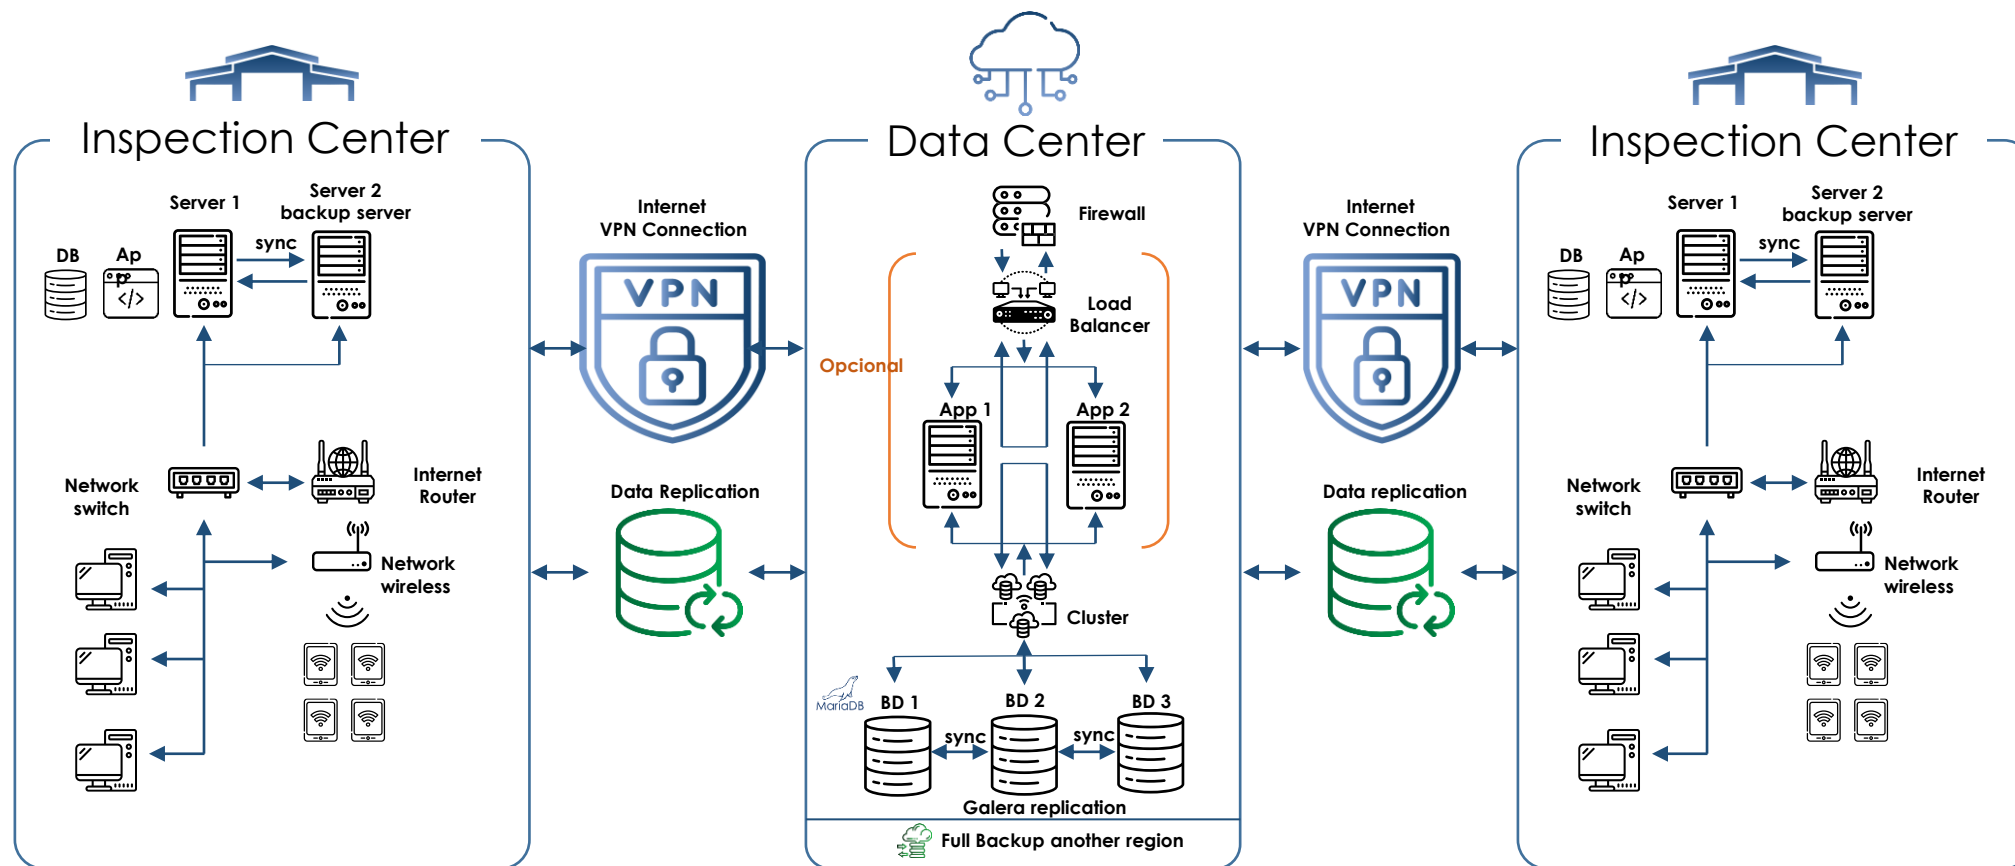 Inspection Center
Server 1
Server 2
backup server
DB
Ap
p
sync
Network
switch
Internet
Router
Network
wireless
Internet
VPN Connection
VPN
Data Replication
Data Center
Firewall
Load
Balancer
Opcional
App 1
App 2
Cluster
MariaDB
BD 1
BD 2
BD 3
sync
sync
Galera replication
Full Backup another region
Internet
VPN Connection
VPN
Data replication
Inspection Center
Server 1
Server 2
backup server
DB
Ap
p
sync
Network
switch
Internet
Router
Network
wireless